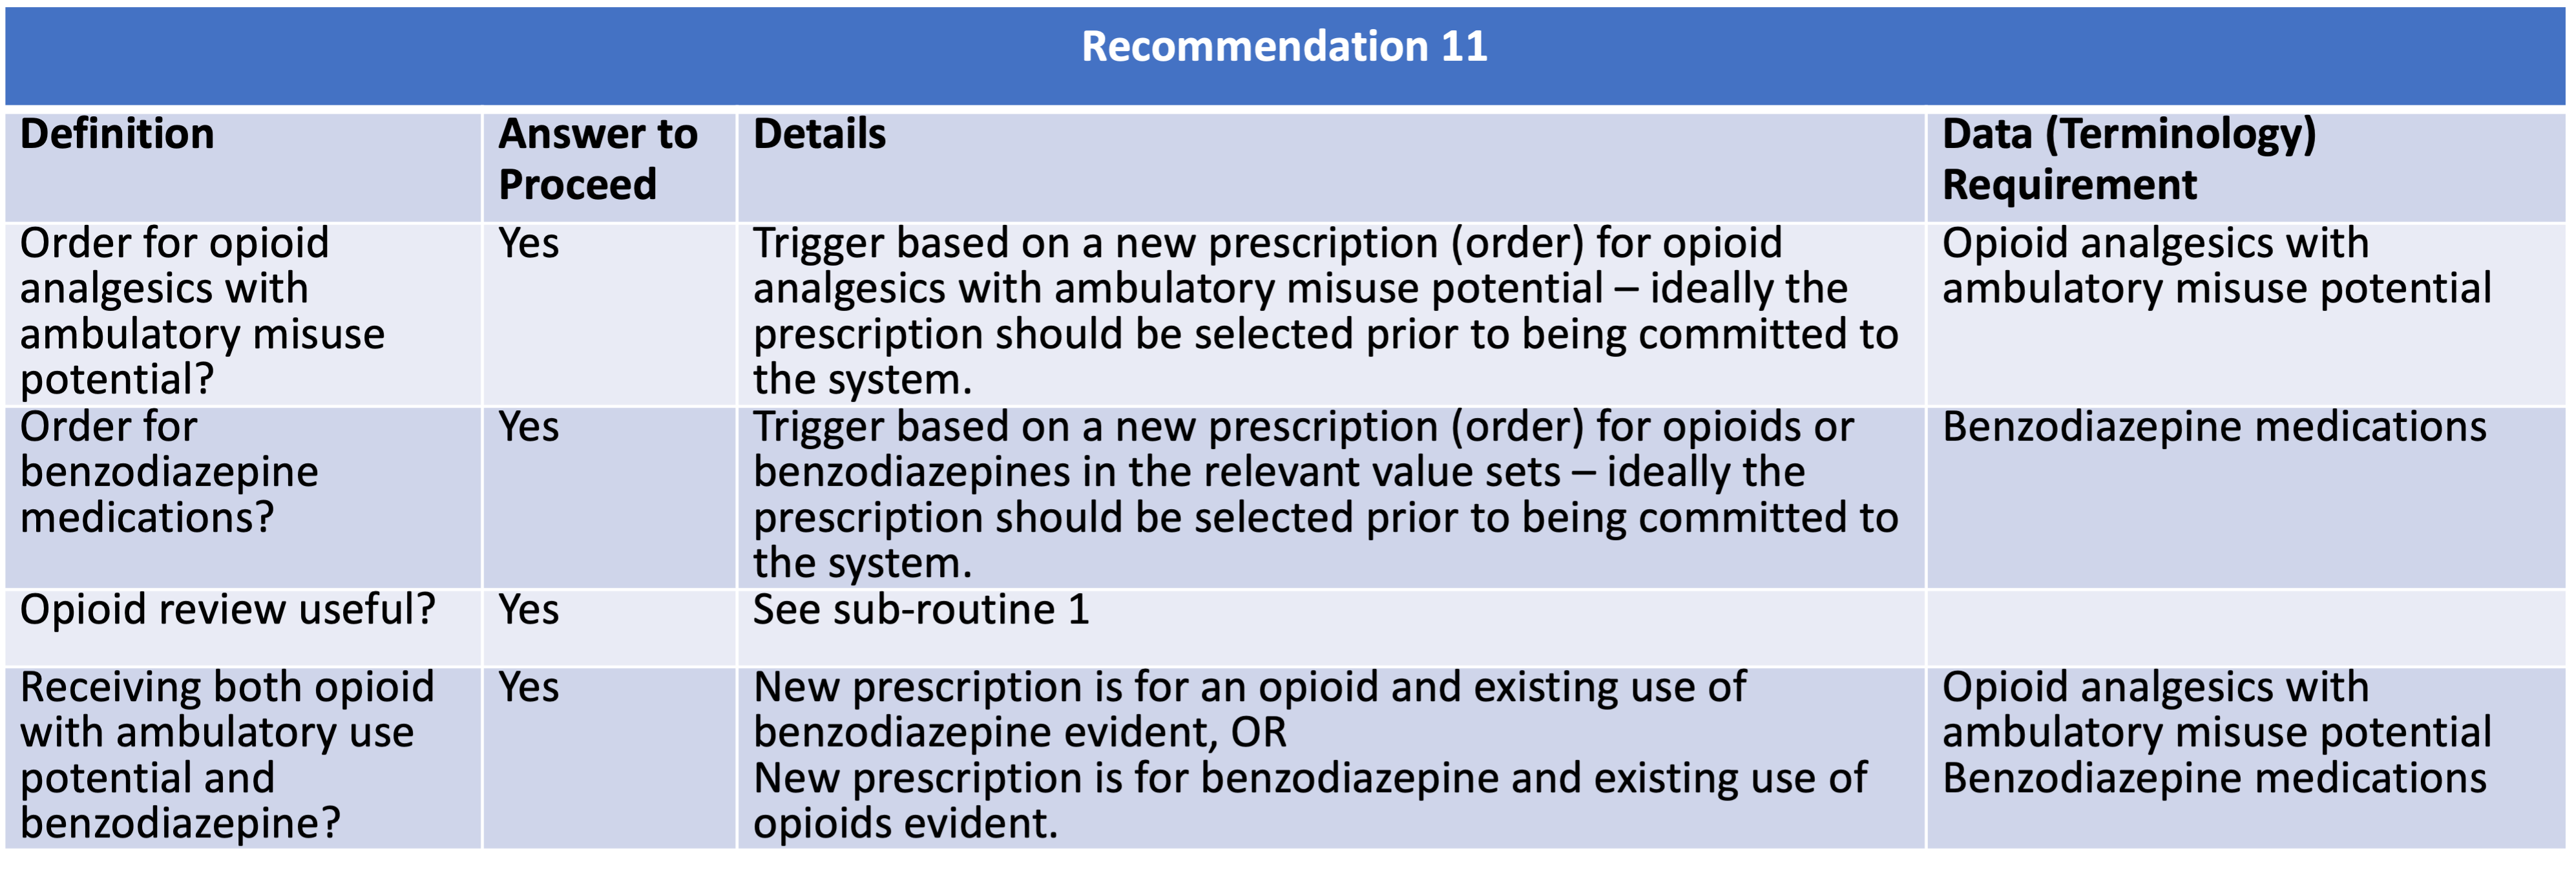 Recommendation 11
Definition
Answer to
Proceed
Details
Data (Terminology)
Requirement
Order for opioid
analgesics with
ambulatory misuse
potential?
Yes
Trigger based on a new prescription (order) for opioid
analgesics with ambulatory misuse potential – ideally the
prescription should be selected prior to being committed to
the system.
Opioid analgesics with
ambulatory misuse potential
Order for
benzodiazepine
medications?
Yes
Trigger based on a new prescription (order) for opioids or
benzodiazepines in the relevant value sets – ideally the
prescription should be selected prior to being committed to
the system.
Benzodiazepine medications
Opioid review useful?
Yes
See sub-routine 1
Receiving both opioid
with ambulatory use
potential and
benzodiazepine?
Yes
New prescription is for an opioid and existing use of
benzodiazepine evident, OR
New prescription is for benzodiazepine and existing use of
opioids evident.
Opioid analgesics with
ambulatory misuse potential
Benzodiazepine medications